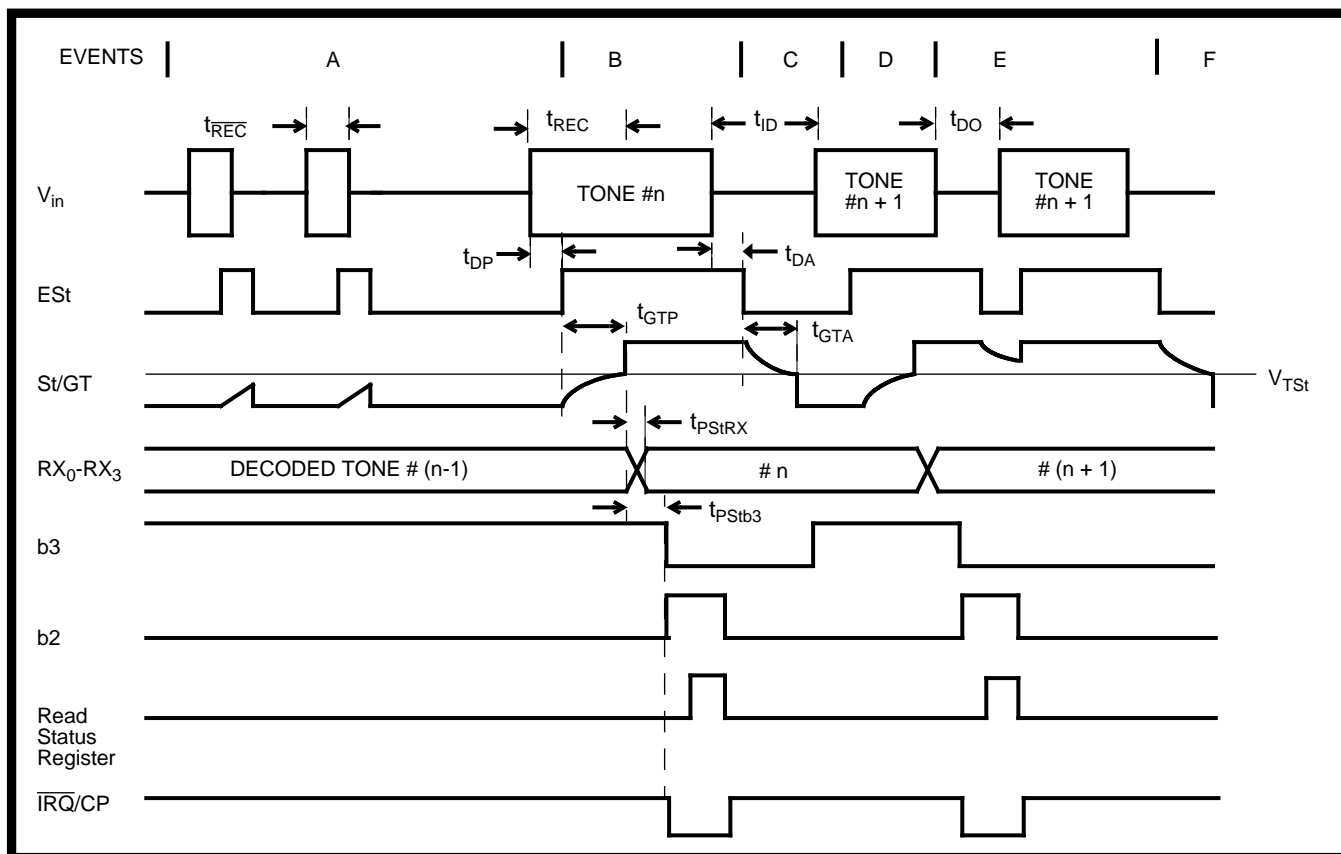 EVENTS A B C D E F
tREC tREC tID tDO
Vin TONE #n TONE #n + 1 TONE #n + 1
tDP tDA
ESt
tGTP tGTA
St/GT VTSt
tPStRX
RX0-RX3 DECODED TONE # (n-1) # n # (n + 1)
tPStb3
b3
b2
Read
Status
Register
IRQ/CP